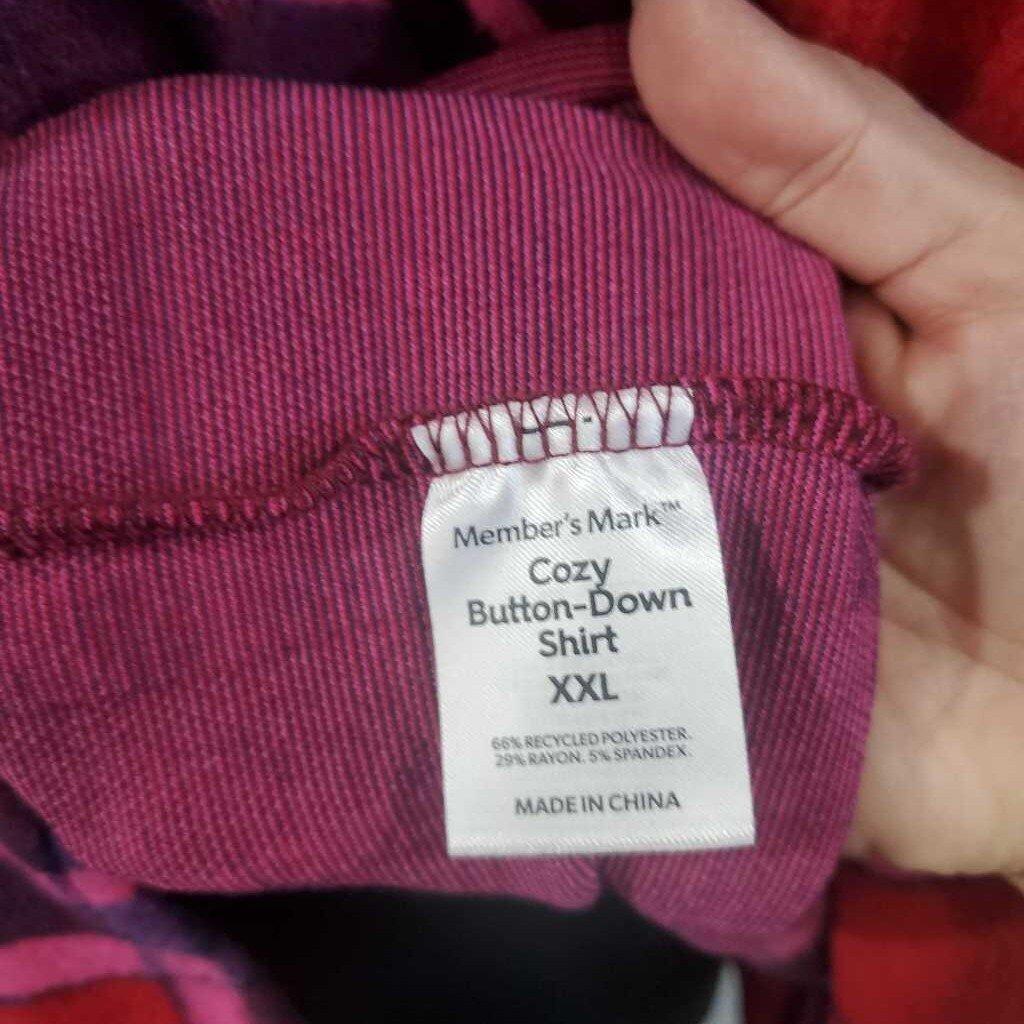 Member's Mark™
Cozy
Button-Down
Shirt
XXL
66% RECYCLED POLYESTER.
29% RAYON. 5% SPANDEX.
MADE IN CHINA